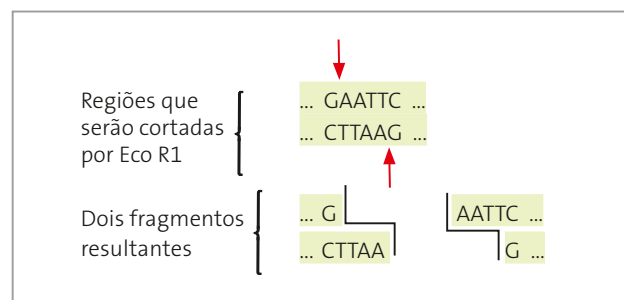 Regiões que
serão cortadas
por Eco R1
... GAATTC ...
... CTTAAG ...
Dois fragmentos
resultantes
... G
... CTTAA
AATTC ...
G ...